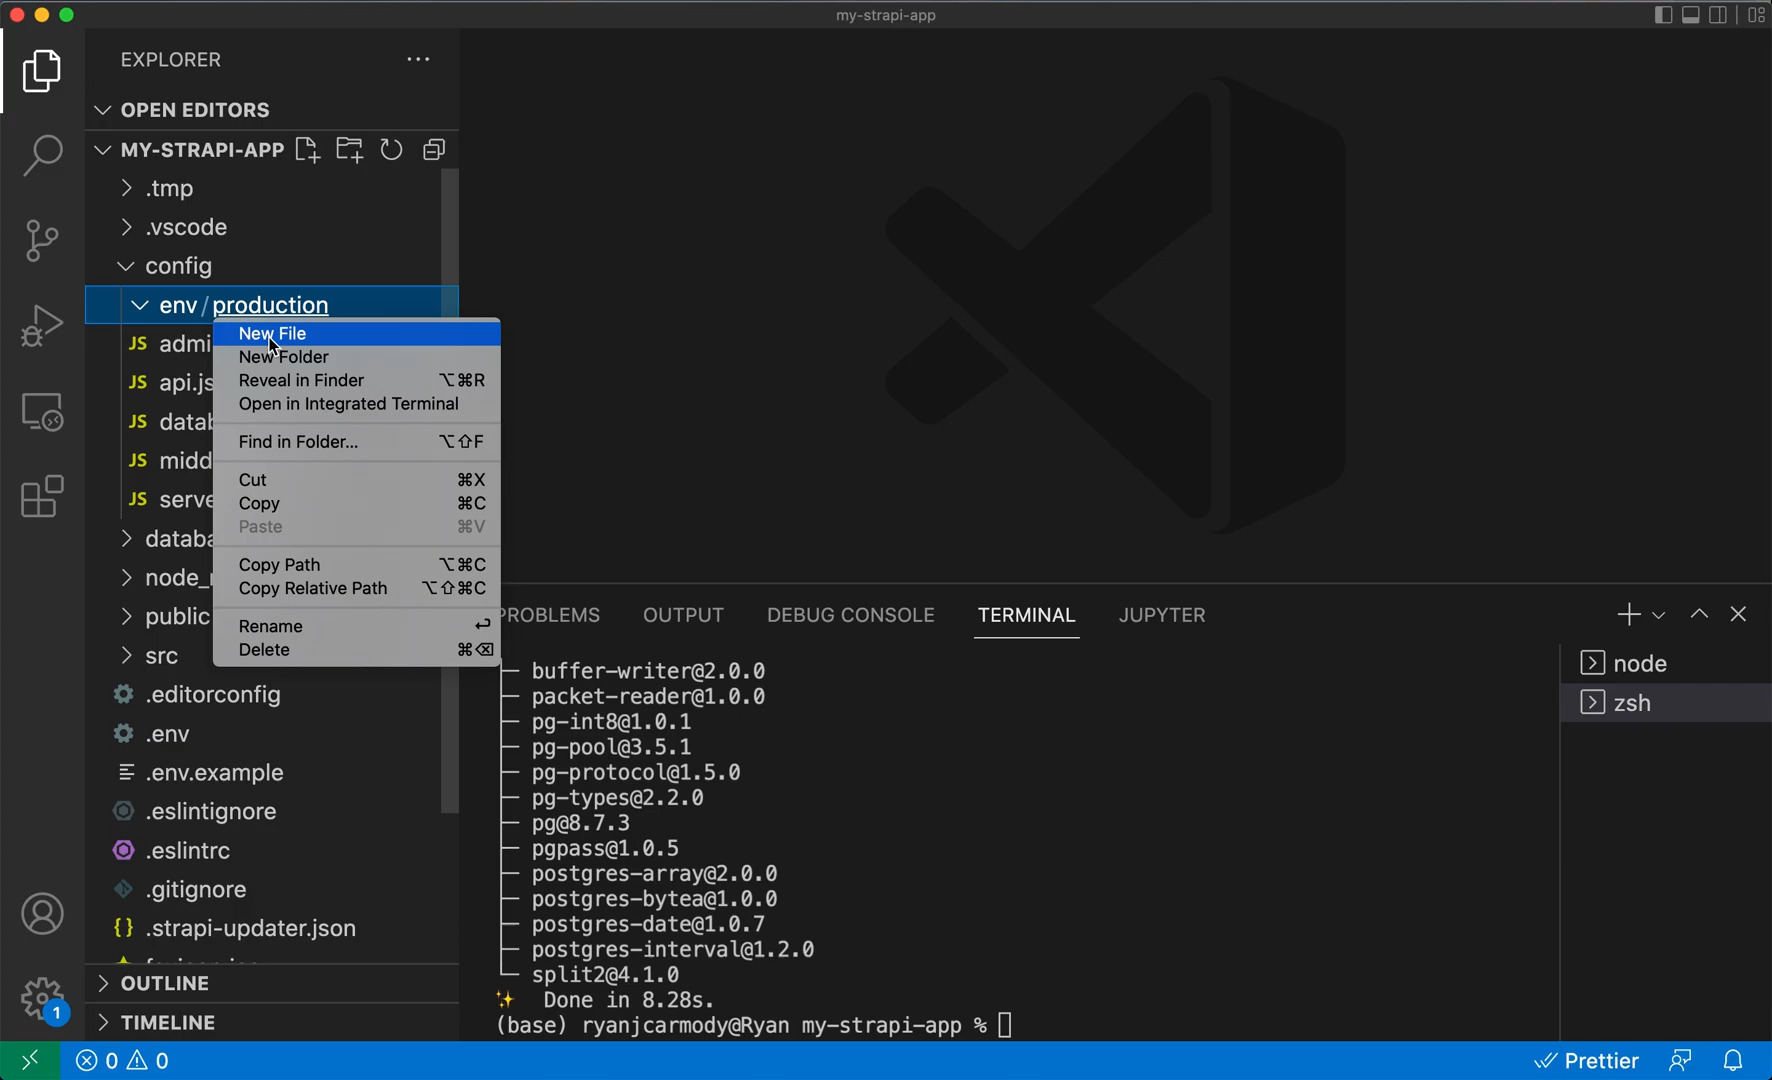 my-strapi-app
EXPLORER
OPEN EDITORS
MY-STRAPI-APP
.tmp
.vscode
config
env/production
JS admi
JS api.js
JS datab
JS midd
JS serve
databa
node_
public
src
.editorconfig
.env
.env.example
.eslintignore
.eslintrc
.gitignore
{} .strapi-updater.json
OUTLINE
TIMELINE
New File
New Folder
Reveal in Finder ⌥⌘R
Open in Integrated Terminal
Find in Folder... ⌥⇧F
Cut ⌘X
Copy ⌘C
Paste ⌘V
Copy Path ⌥⌘C
Copy Relative Path ⌥⇧⌘C
Rename ↩
Delete ⌘⌫
PROBLEMS OUTPUT DEBUG CONSOLE TERMINAL JUPYTER
├─ buffer-writer@2.0.0
├─ packet-reader@1.0.0
├─ pg-int8@1.0.1
├─ pg-pool@3.5.1
├─ pg-protocol@1.5.0
├─ pg-types@2.2.0
├─ pg@8.7.3
├─ pgpass@1.0.5
├─ postgres-array@2.0.0
├─ postgres-bytea@1.0.0
├─ postgres-date@1.0.7
├─ postgres-interval@1.2.0
└─ split2@4.1.0
✨ Done in 8.28s.
(base) ryanjcarmody@Ryan my-strapi-app %
node
zsh
1
0 0
Prettier